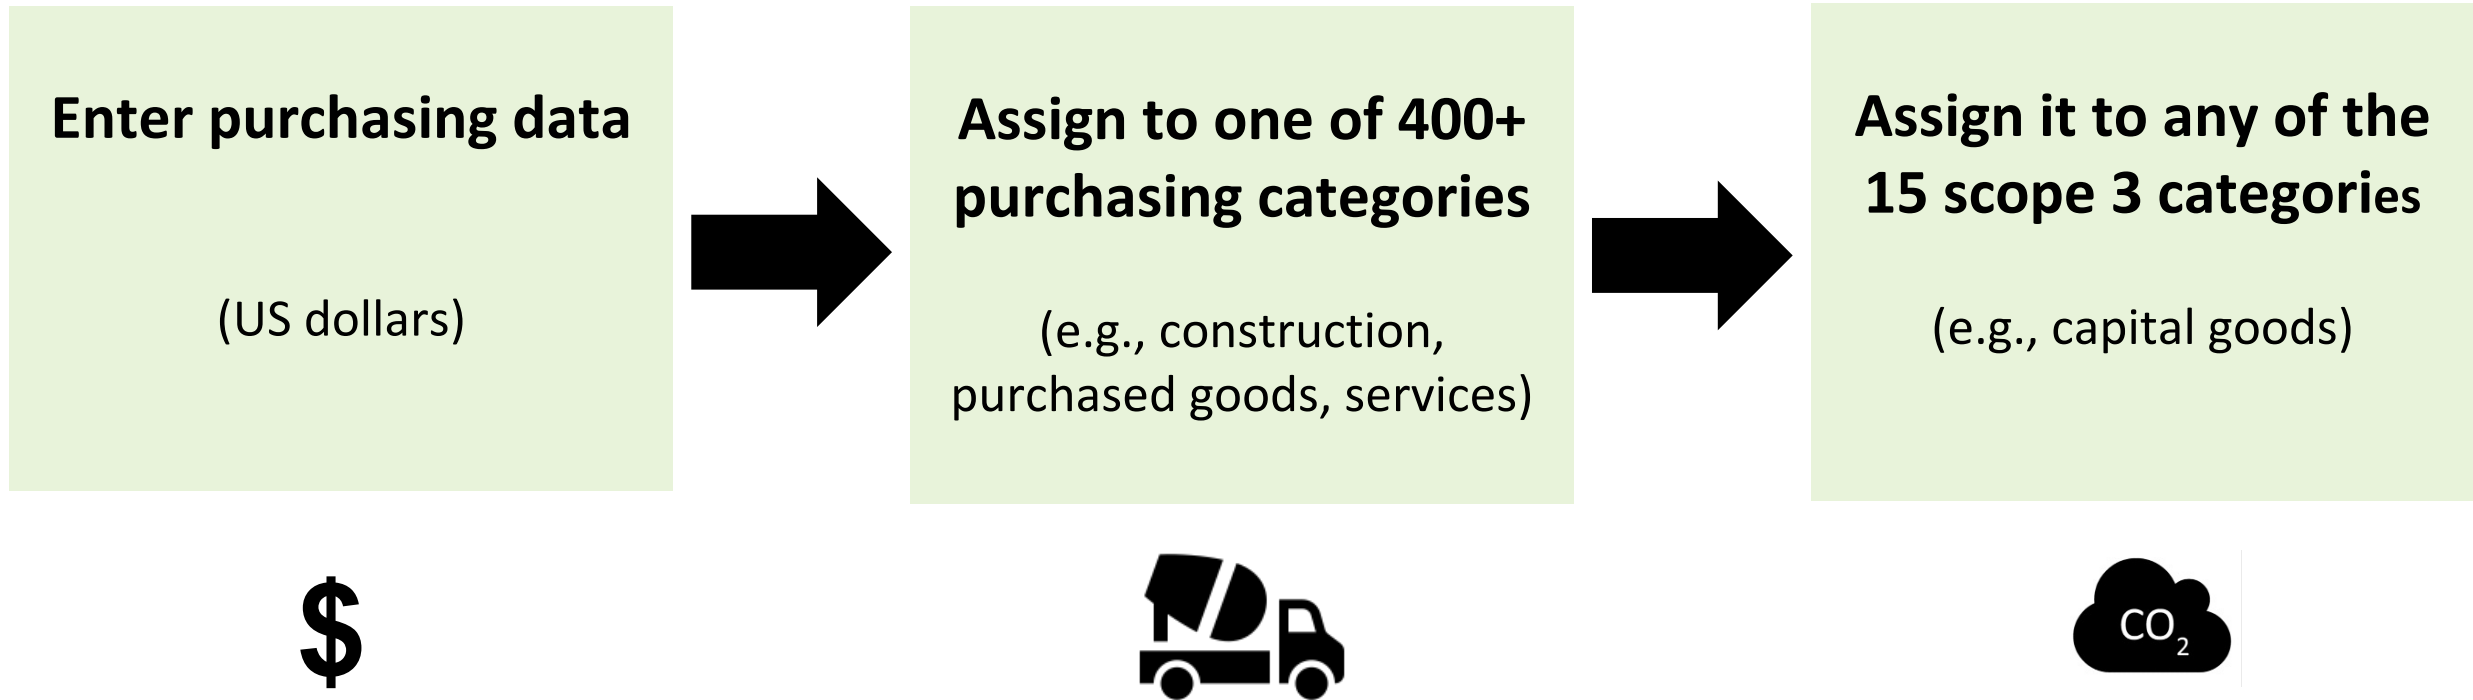 Enter purchasing data
(US dollars)
$
Assign to one of 400+
purchasing categories
(e.g., construction,
purchased goods, services)
Assign it to any of the
15 scope 3 categories
(e.g., capital goods)
CO₂